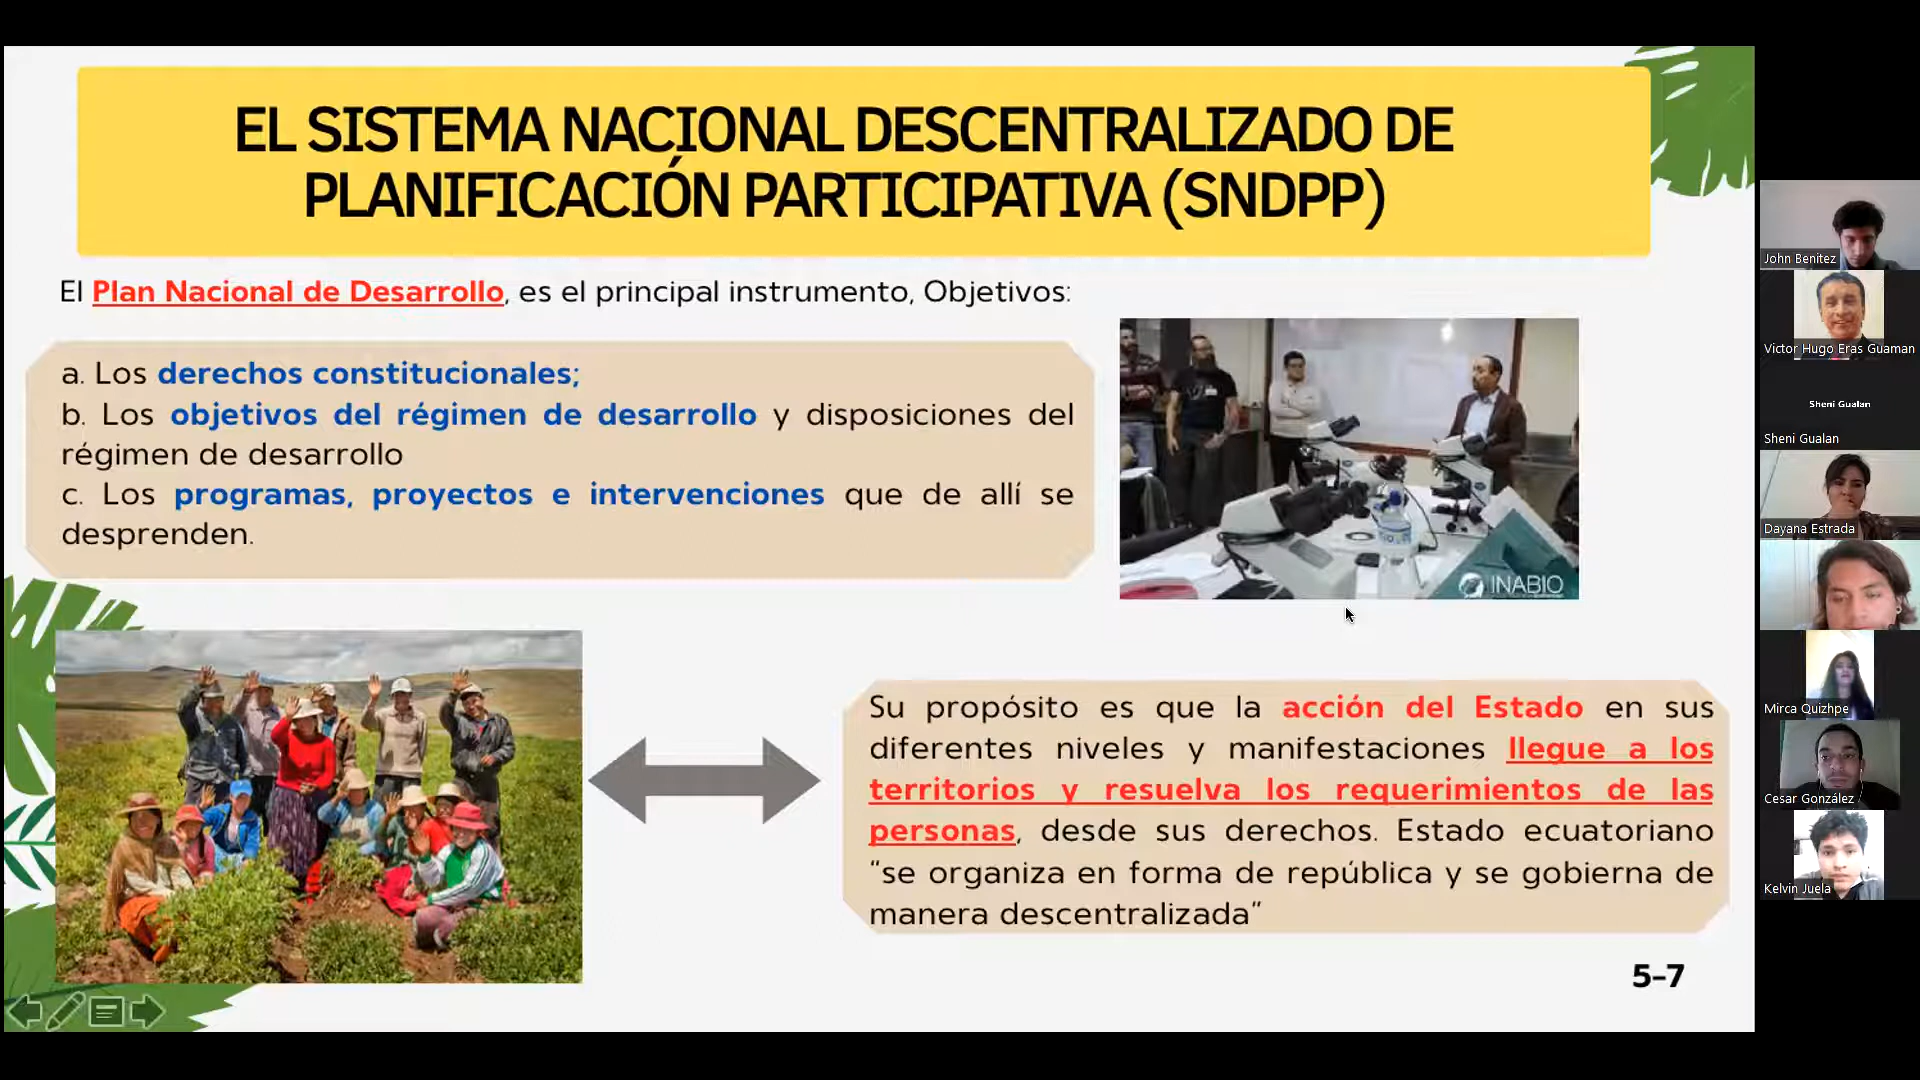 EL SISTEMA NACIONAL DESCENTRALIZADO DE
PLANIFICACIÓN PARTICIPATIVA (SNDPP)
El Plan Nacional de Desarrollo, es el principal instrumento, Objetivos:
a. Los derechos constitucionales;
b. Los objetivos del régimen de desarrollo y disposiciones del
régimen de desarrollo
c. Los programas, proyectos e intervenciones que de allí se
desprenden.
INABIO
Su propósito es que la acción del Estado en sus
diferentes niveles y manifestaciones llegue a los
territorios y resuelva los requerimientos de las
personas, desde sus derechos. Estado ecuatoriano
“se organiza en forma de república y se gobierna de
manera descentralizada”
5-7
John Benitez
Victor Hugo Eras Guaman
Sheni Gualan
Sheni Gualan
Dayana Estrada
Mirca Quizhpe
Cesar González
Kelvin Juela